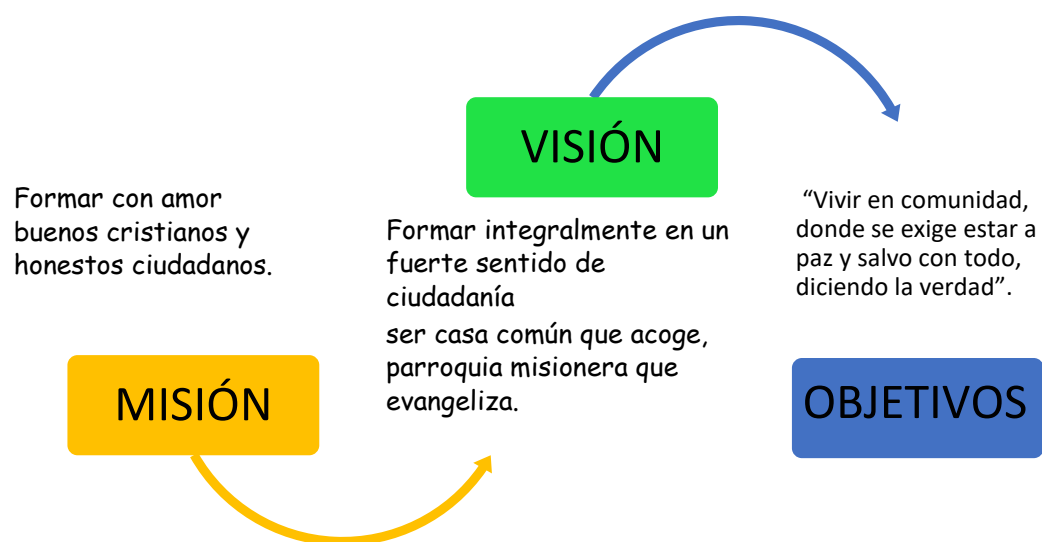 Formar con amor
buenos cristianos y
honestos ciudadanos.
MISIÓN
VISIÓN
Formar integralmente en un
fuerte sentido de
ciudadanía
ser casa común que acoge,
parroquia misionera que
evangeliza.
“Vivir en comunidad,
donde se exige estar a
paz y salvo con todo,
diciendo la verdad”.
OBJETIVOS